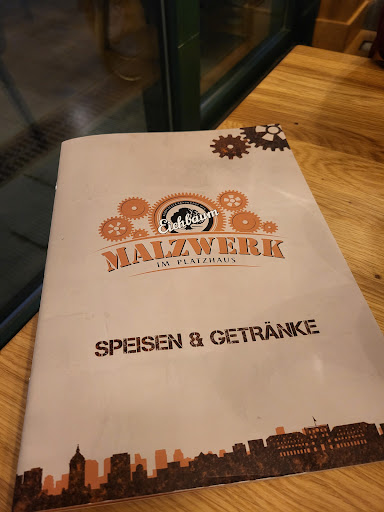 Eichbaum
MALZWERK
IM PLATZHAUS
SPEISEN & GETRÄNKE